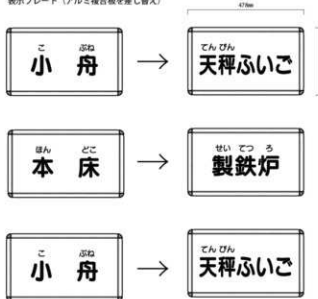 表示プレート（アルミ複合板を差し替え）
478mm
こ ぶね
小 舟
→
てん びん
天秤ふいご
ほん どこ
本 床
→
せい てつ ろ
製鉄炉
こ ぶね
小 舟
→
てん びん
天秤ふいご